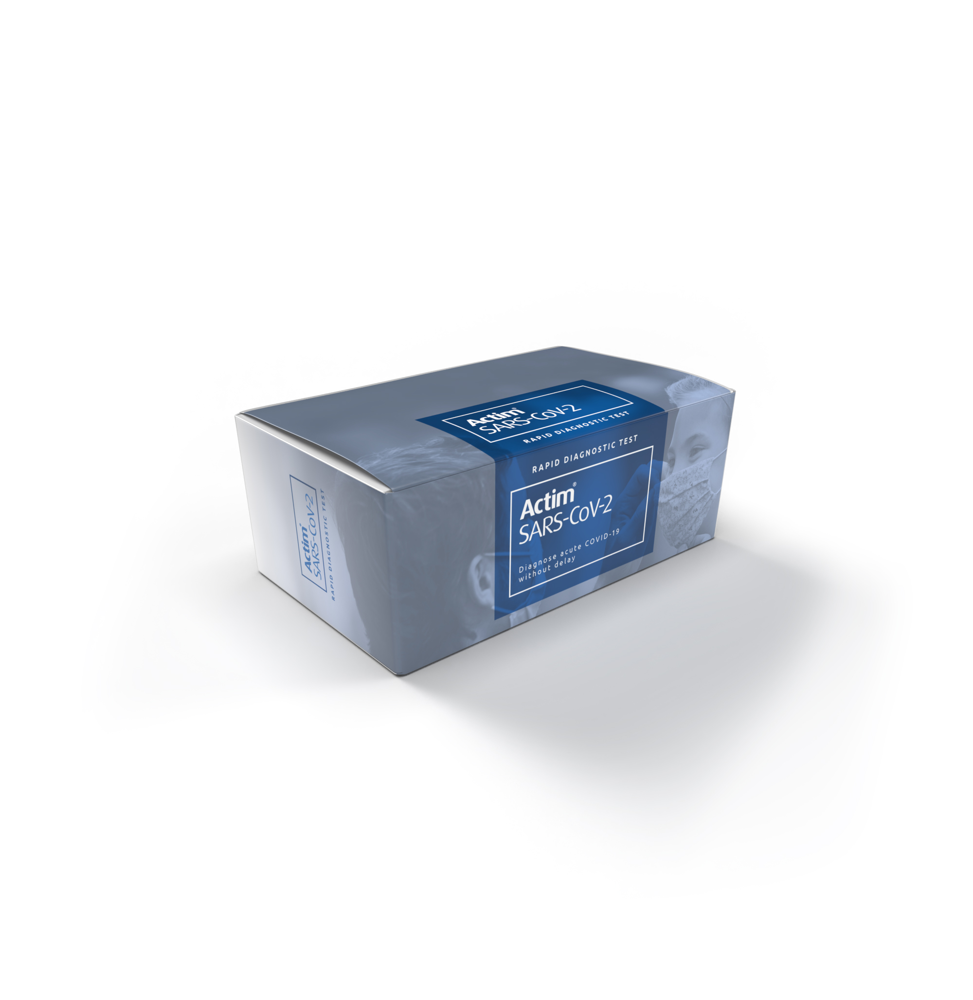 Actim®
SARS-CoV-2
RAPID DIAGNOSTIC TEST
RAPID DIAGNOSTIC TEST
Actim®
SARS-CoV-2
Diagnose acute COVID-19
without delay
Actim®
SARS-CoV-2
RAPID DIAGNOSTIC TEST